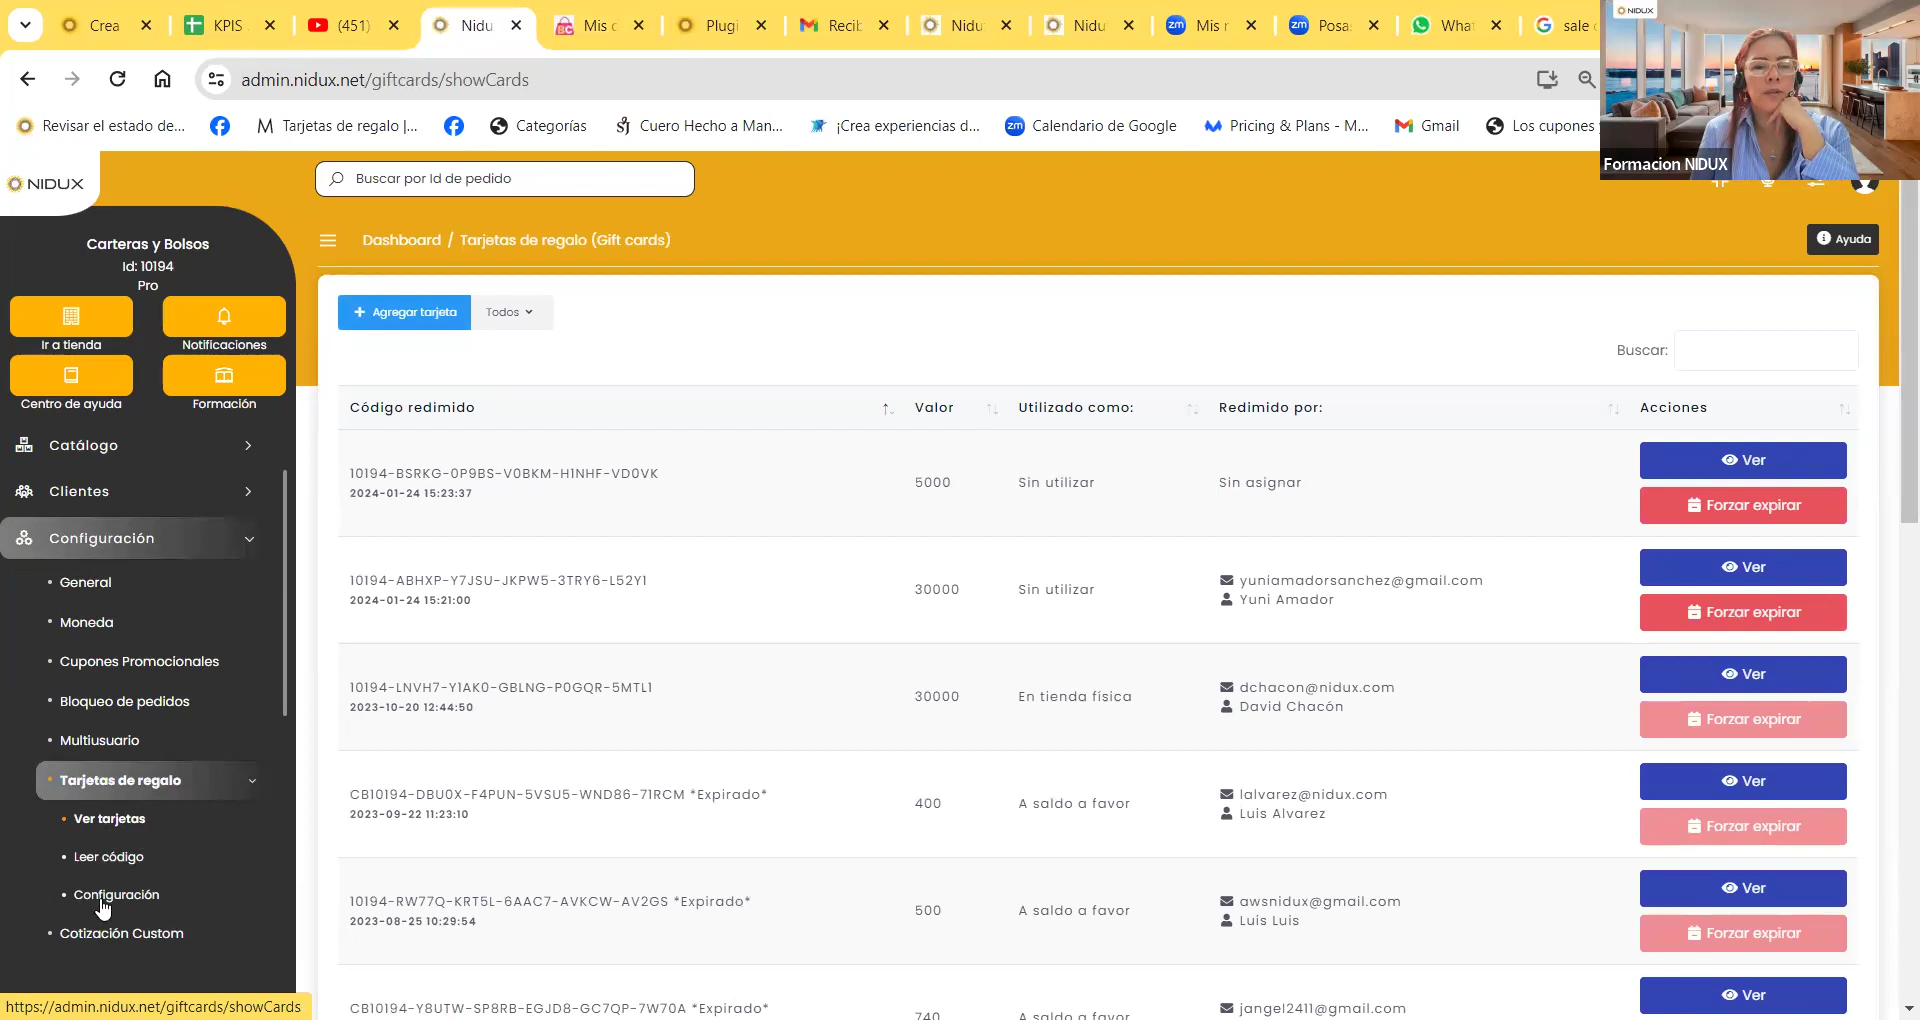 Crea
KPIS
(451)
Nidu
Mis c
Plugi
Recib
Nidu
Nidu
Mis r
Posa
What
sale
admin.nidux.net/giftcards/showCards
Revisar el estado de...
Tarjetas de regalo |...
Categorías
Cuero Hecho a Man...
¡Crea experiencias d...
Calendario de Google
Pricing & Plans - M...
Gmail
Los cupones
NIDUX
Formacion NIDUX
NIDUX
Buscar por Id de pedido
Carteras y Bolsos
Id: 10194
Pro
Ir a tienda
Notificaciones
Centro de ayuda
Formación
Catálogo
Clientes
Configuración
General
Moneda
Cupones Promocionales
Bloqueo de pedidos
Multiusuario
Tarjetas de regalo
Ver tarjetas
Leer código
Configuración
Cotización Custom
https://admin.nidux.net/giftcards/showCards
Dashboard / Tarjetas de regalo (Gift cards)
Ayuda
+ Agregar tarjeta
Todos
Buscar:
Código redimido Valor Utilizado como: Redimido por: Acciones
10194-BSRKG-0P9BS-V0BKM-H1NHF-VD0VK
2024-01-24 15:23:37
5000
Sin utilizar
Sin asignar
Ver
Forzar expirar
10194-ABHXP-Y7JSU-JKPW5-3TRY6-L52Y1
2024-01-24 15:21:00
30000
Sin utilizar
yuniamadorsanchez@gmail.com
Yuni Amador
Ver
Forzar expirar
10194-LNVH7-Y1AK0-GBLNG-P0GQR-5MTL1
2023-10-20 12:44:50
30000
En tienda física
dchacon@nidux.com
David Chacón
Ver
Forzar expirar
CB10194-DBU0X-F4PUN-5VSU5-WND86-71RCM *Expirado*
2023-09-22 11:23:10
400
A saldo a favor
lalvarez@nidux.com
Luis Alvarez
Ver
Forzar expirar
10194-RW77Q-KRT5L-6AAC7-AVKCW-AV2GS *Expirado*
2023-08-25 10:29:54
500
A saldo a favor
awsnidux@gmail.com
Luis Luis
Ver
Forzar expirar
CB10194-Y8UTW-SP8RB-EGJD8-GC7QP-7W70A *Expirado*
740
A saldo a favor
jangel2411@gmail.com
Ver